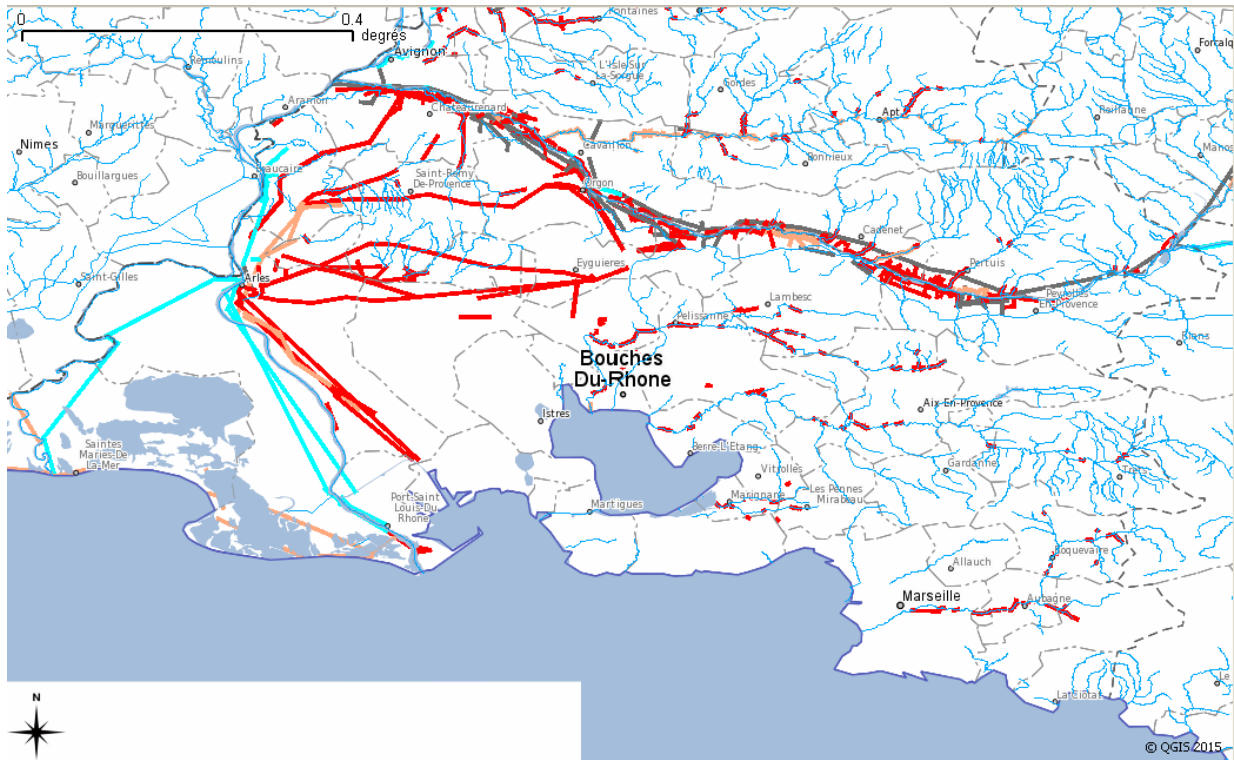 0
0.4
degrés
Fontaines
Avignon
Forcalq
Remoulins
L'Isle-Sur
La-Sorgue
Gordes
Aramon
Chateaurenard
Apt
Reillanne
Marguerittes
Nimes
Cavaillon
Bonnieux
Manos
Bouillargues
Beaucaire
Saint-Remy
De-Provence
Orgon
Cadenet
Saint-Gilles
Arles
Eyguieres
Pertuis
Peyrolles
En-Provence
Lambesc
Pelissanne
Rians
Bouches
Du-Rhone
Istres
Aix-En-Provence
Saintes
Maries-De
La-Mer
Berre-L'Etang
Vitrolles
Gardanne
Trets
Port-Saint
Louis-Du
Rhone
Martigues
Marignane
Les Pennes
Mirabeau
Roquevaire
Allauch
Marseille
Aubagne
La Ciotat
Le
N
© QGIS 2015